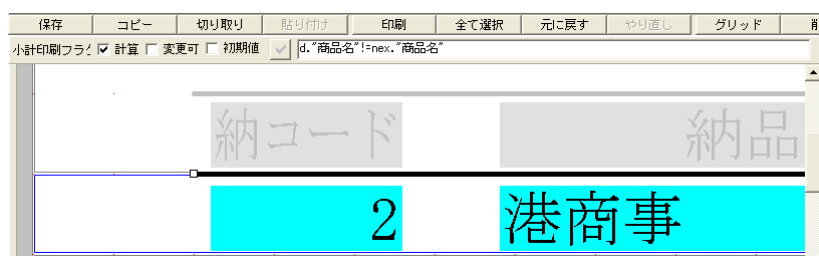 保存 コピー 切り取り 貼り付け 印刷 全て選択 元に戻す やり直し グリッド
計算 変更可 初期値 d."商品名"!=nex."商品名"
納コード 納品
2 港商事